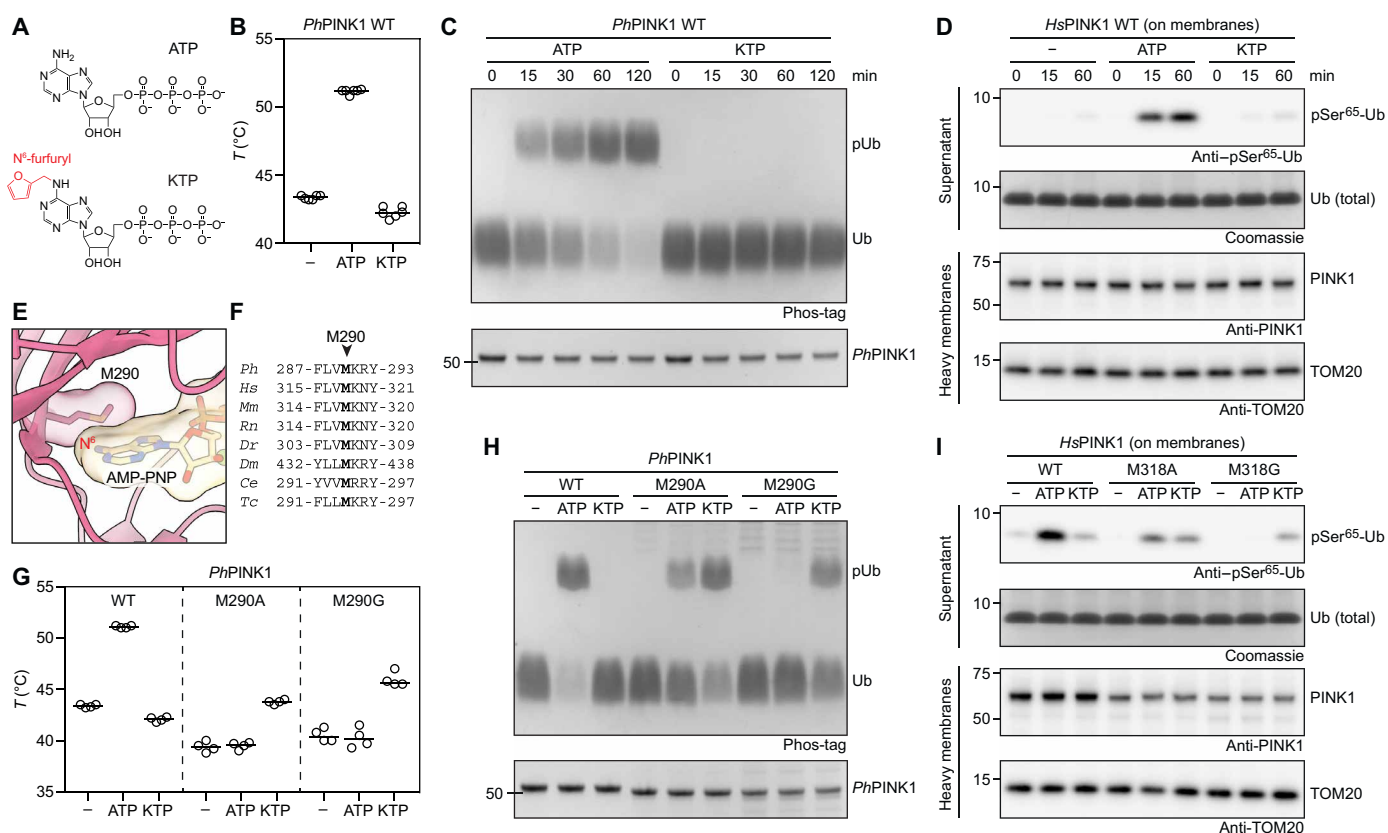 A
ATP
NH2
N
N
N
N
O
O
P
O
P
O
P
O−
O
O
O
O−
O−
O−
OHOH
N6-furfuryl
KTP
O
NH
N
N
N
N
O
O
P
O
P
O
P
O−
O
O
O
O−
O−
O−
OHOH
B
PhPINK1 WT
T (°C)
55
50
45
40
– ATP KTP
C
PhPINK1 WT
ATP KTP
0 15 30 60 120 0 15 30 60 120 min
pUb
Ub
Phos-tag
50
PhPINK1
D
HsPINK1 WT (on membranes)
– ATP KTP
0 15 60 0 15 60 0 15 60 min
Supernatant
10
pSer65-Ub
Anti–pSer65-Ub
10
Ub (total)
Coomassie
Heavy membranes
75
PINK1
50
Anti-PINK1
15
TOM20
Anti-TOM20
E
M290
N6
AMP-PNP
F
M290
Ph 287-FLVMKRY-293
Hs 315-FLVMKNY-321
Mm 314-FLVMKNY-320
Rn 314-FLVMKNY-320
Dr 303-FLVMKNY-309
Dm 432-YLLMKRY-438
Ce 291-YVVMRRY-297
Tc 291-FLLMKRY-297
G
PhPINK1
WT M290A M290G
T (°C)
55
50
45
40
35
– ATP KTP – ATP KTP – ATP KTP
H
PhPINK1
WT M290A M290G
– ATP KTP – ATP KTP – ATP KTP
pUb
Ub
Phos-tag
50
PhPINK1
I
HsPINK1 (on membranes)
WT M318A M318G
– ATP KTP – ATP KTP – ATP KTP
Supernatant
10
pSer65-Ub
Anti–pSer65-Ub
10
Ub (total)
Coomassie
Heavy membranes
75
PINK1
50
Anti-PINK1
15
TOM20
Anti-TOM20